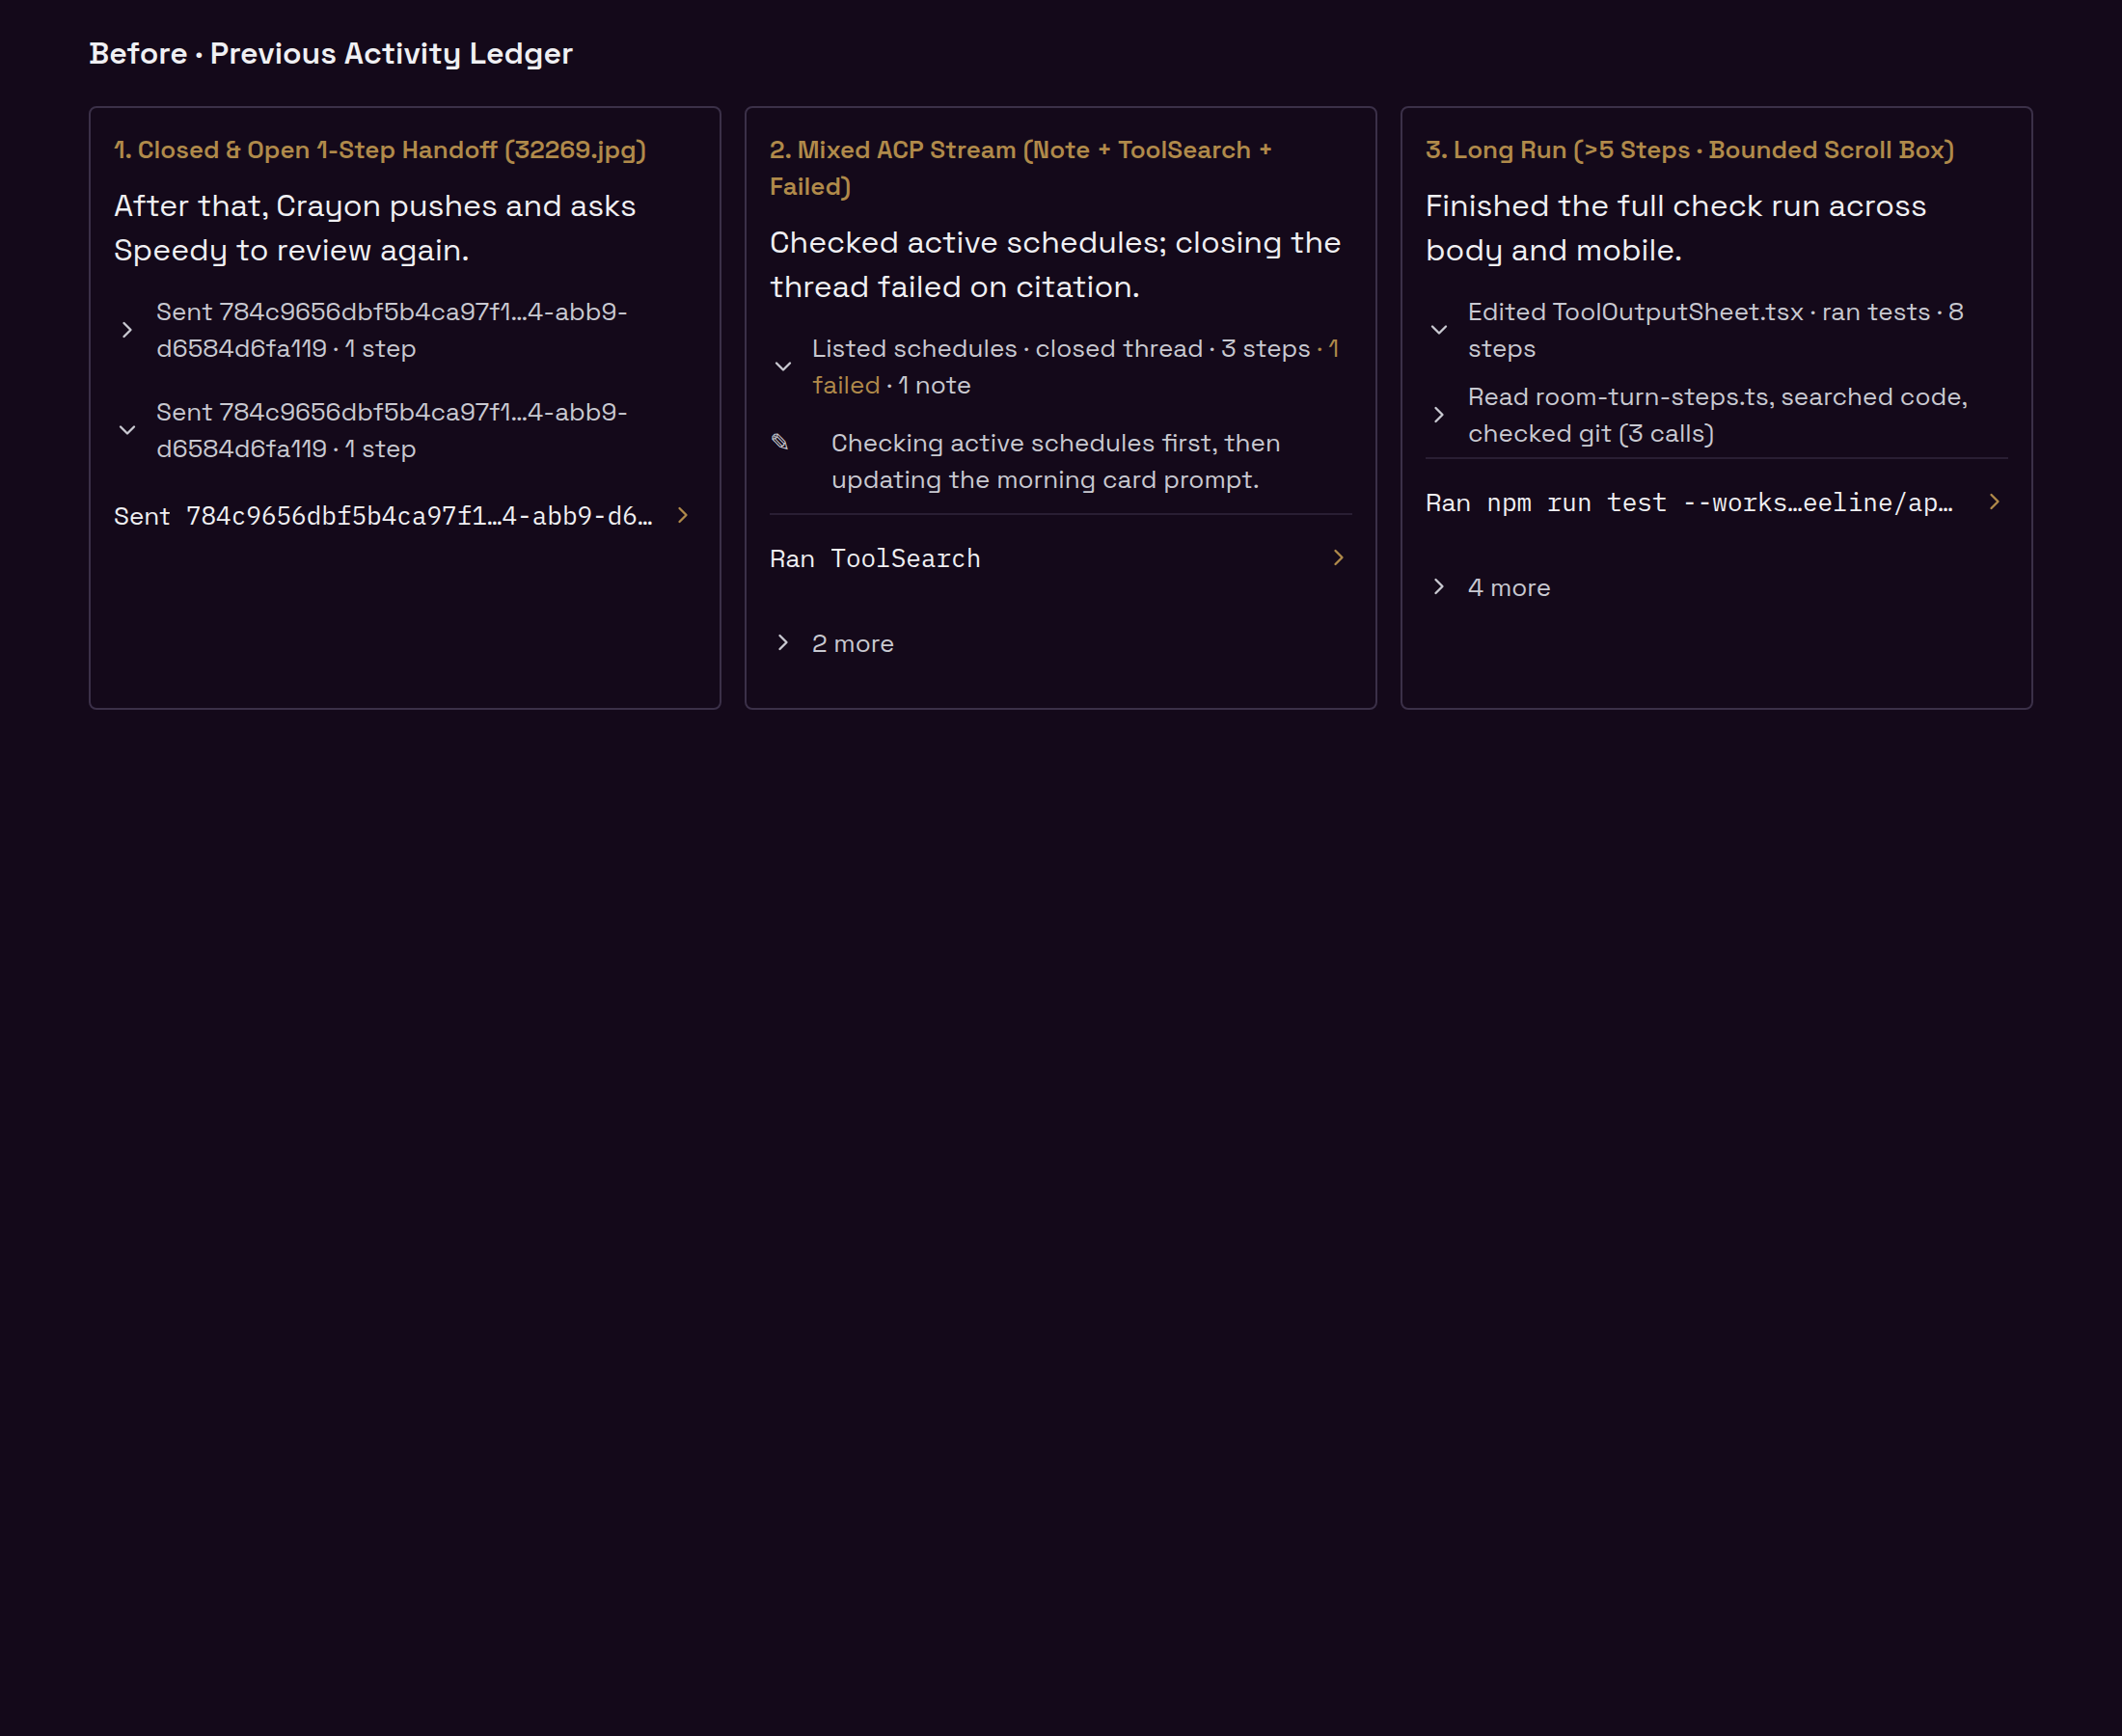 Before · Previous Activity Ledger
1. Closed & Open 1-Step Handoff (32269.jpg)
After that, Crayon pushes and asks
Speedy to review again.
Sent 784c9656dbf5b4ca97f1…4-abb9-
d6584d6fa119 · 1 step
Sent 784c9656dbf5b4ca97f1…4-abb9-
d6584d6fa119 · 1 step
Sent 784c9656dbf5b4ca97f1…4-abb9-d6…
2. Mixed ACP Stream (Note + ToolSearch +
Failed)
Checked active schedules; closing the
thread failed on citation.
Listed schedules · closed thread · 3 steps · 1
failed · 1 note
✎ Checking active schedules first, then
updating the morning card prompt.
Ran ToolSearch
2 more
3. Long Run (>5 Steps · Bounded Scroll Box)
Finished the full check run across
body and mobile.
Edited ToolOutputSheet.tsx · ran tests · 8
steps
Read room-turn-steps.ts, searched code,
checked git (3 calls)
Ran npm run test --works…eeline/ap…
4 more